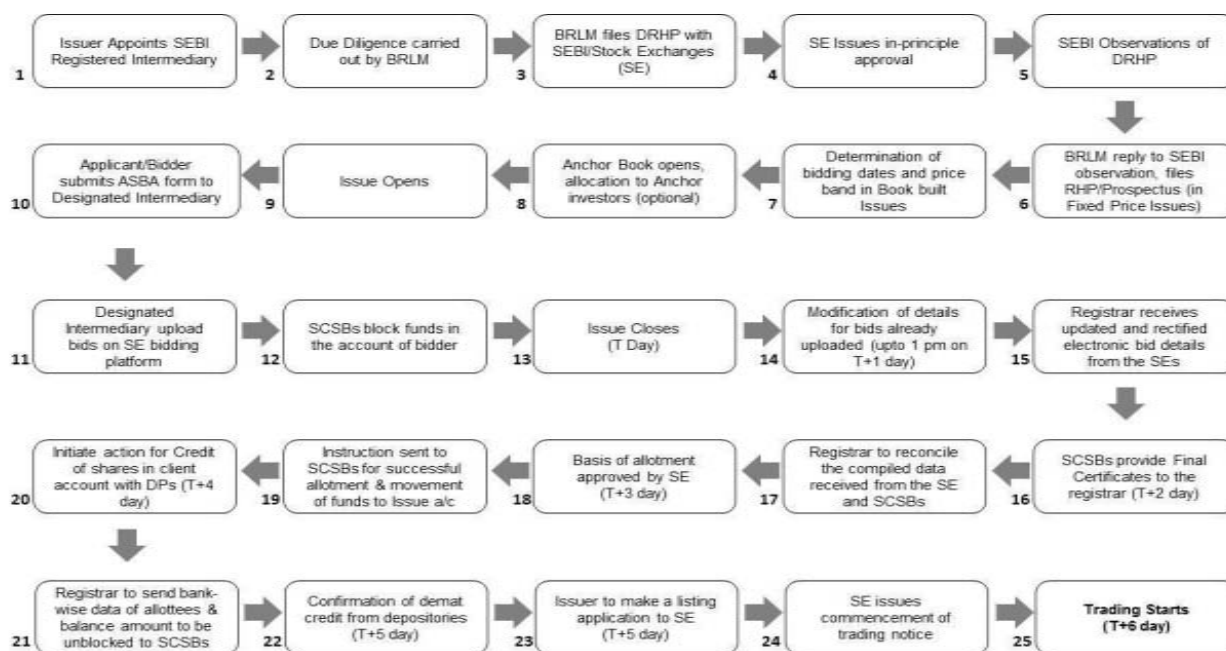 Issuer Appoints SEBI
Registered Intermediary
1
Due Diligence carried
out by BRLM
2
BRLM files DRHP with
SEBI/Stock Exchanges
(SE)
3
SE Issues in-principle
approval
4
SEBI Observations of
DRHP
5
BRLM reply to SEBI
observation, files
RHP/Prospectus (in
Fixed Price Issues)
6
Determination of
bidding dates and price
band in Book built
Issues
7
Anchor Book opens,
allocation to Anchor
investors (optional)
8
Issue Opens
9
Applicant/Bidder
submits ASBA form to
Designated Intermediary
10
Designated
Intermediary upload
bids on SE bidding
platform
11
SCSBs block funds in
the account of bidder
12
Issue Closes
(T Day)
13
Modification of details
for bids already
uploaded (upto 1 pm on
T+1 day)
14
Registrar receives
updated and rectified
electronic bid details
from the SEs
15
SCSBs provide Final
Certificates to the
registrar (T+2 day)
16
Registrar to reconcile
the compiled data
received from the SE
and SCSBs
17
Basis of allotment
approved by SE
(T+3 day)
18
Instruction sent to
SCSBs for successful
allotment & movement
of funds to Issue a/c
19
Initiate action for Credit
of shares in client
account with DPs (T+4
day)
20
Registrar to send bank-
wise data of allottees &
balance amount to be
unblocked to SCSBs
21
Confirmation of demat
credit from depositories
(T+5 day)
22
Issuer to make a listing
application to SE
(T+5 day)
23
SE issues
commencement of
trading notice
24
Trading Starts
(T+6 day)
25